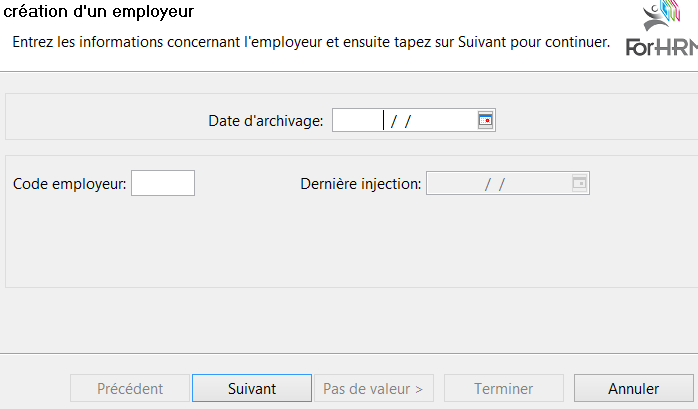 création d'un employeur
Entrez les informations concernant l'employeur et ensuite tapez sur Suivant pour continuer.
ForHRM
Date d'archivage: / /
Code employeur: Dernière injection: / /
Précédent Suivant Pas de valeur > Terminer Annuler